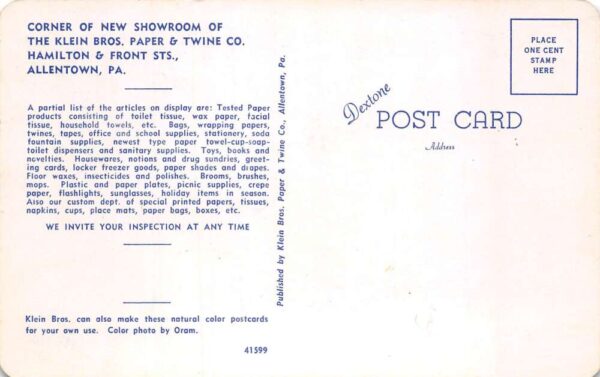 CORNER OF NEW SHOWROOM OF
THE KLEIN BROS. PAPER & TWINE CO.
HAMILTON & FRONT STS.,
ALLENTOWN, PA.
A partial list of the articles on display are: Tested Paper
products consisting of toilet tissue, wax paper, facial
tissue, household towels, etc. Bags, wrapping papers,
twines, tapes, office and school supplies, stationery, soda
fountain supplies, newest type paper towel-cup-soap-
toilet dispensers and sanitary supplies. Toys, books and
novelties. Housewares, notions and drug sundries, greet-
ing cards, locker freezer goods, paper shades and drapes.
Floor waxes, insecticides and polishes. Brooms, brushes,
mops. Plastic and paper plates, picnic supplies, crepe
paper, flashlights, sunglasses, holiday items in season.
Also our custom dept. of special printed papers, tissues,
napkins, cups, place mats, paper bags, boxes, etc.
WE INVITE YOUR INSPECTION AT ANY TIME
Klein Bros. can also make these natural color postcards
for your own use. Color photo by Oram.
41599
Published by Klein Bros. Paper & Twine Co., Allentown, Pa.
Dextone
POST CARD
Address
PLACE
ONE CENT
STAMP
HERE